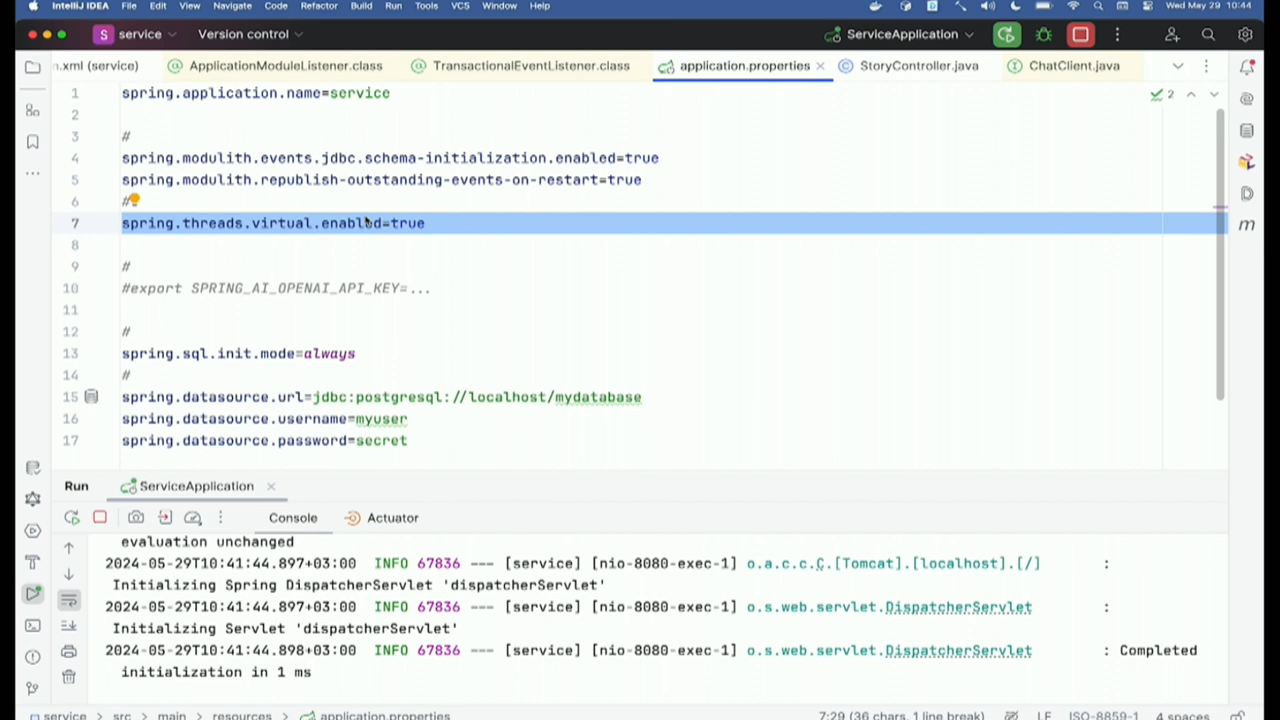 IntelliJ IDEA File Edit View Navigate Code Refactor Build Run Tools VCS Window Help Wed May 29 10:44
S service Version control ServiceApplication
n.xml (service) ApplicationModuleListener.class TransactionalEventListener.class application.properties StoryController.java ChatClient.java
1 spring.application.name=service 2
2
3 #
4 spring.modulith.events.jdbc.schema-initialization.enabled=true
5 spring.modulith.republish-outstanding-events-on-restart=true
6 #
7 spring.threads.virtual.enabled=true
8
9 #
10 #export SPRING_AI_OPENAI_API_KEY=...
11
12 #
13 spring.sql.init.mode=always
14 #
15 spring.datasource.url=jdbc:postgresql://localhost/mydatabase
16 spring.datasource.username=myuser
17 spring.datasource.password=secret
Run ServiceApplication
Console Actuator
evaluation unchanged
2024-05-29T10:41:44.897+03:00 INFO 67836 --- [service] [nio-8080-exec-1] o.a.c.c.C.[Tomcat].[localhost].[/] :
Initializing Spring DispatcherServlet 'dispatcherServlet'
2024-05-29T10:41:44.897+03:00 INFO 67836 --- [service] [nio-8080-exec-1] o.s.web.servlet.DispatcherServlet :
Initializing Servlet 'dispatcherServlet'
2024-05-29T10:41:44.898+03:00 INFO 67836 --- [service] [nio-8080-exec-1] o.s.web.servlet.DispatcherServlet : Completed
initialization in 1 ms
service > src > main > resources > application.properties 7:29 (36 chars, 1 line break) LF ISO-8859-1 4 spaces